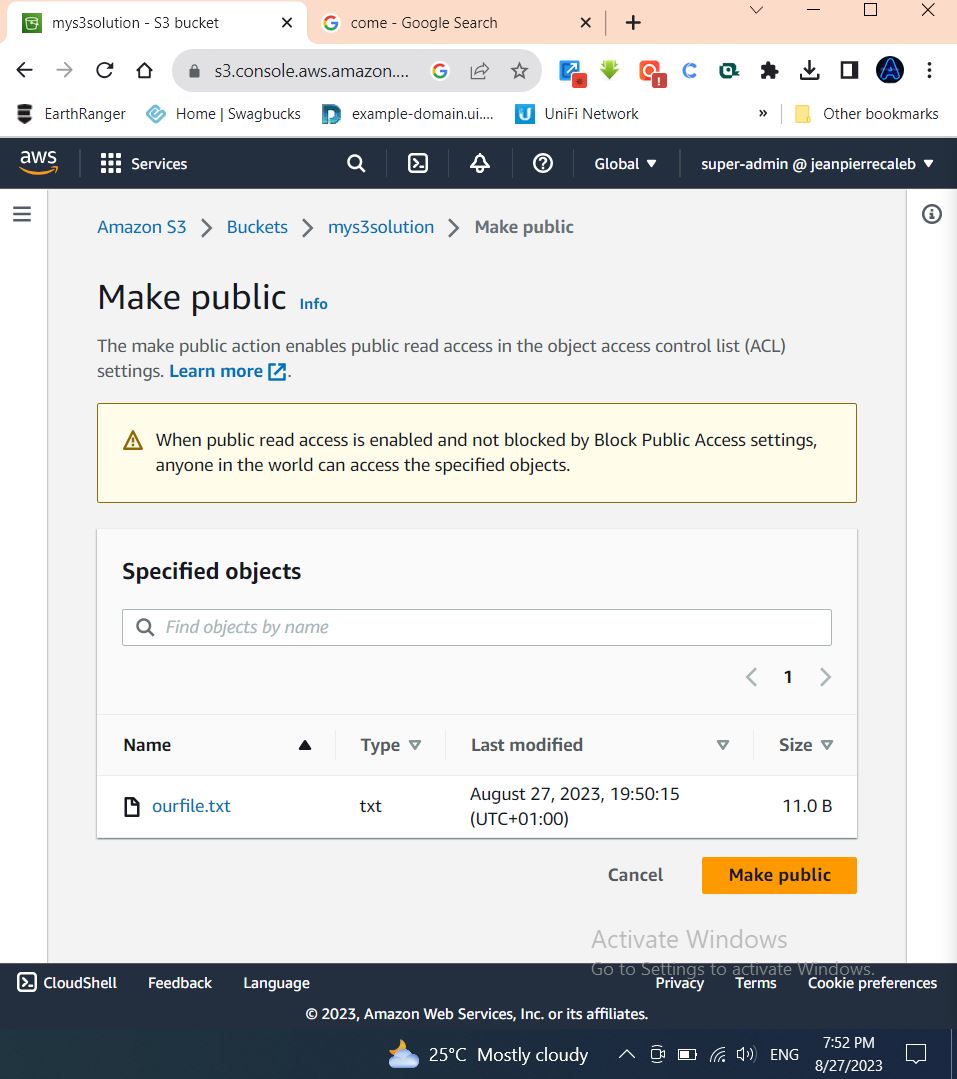 mys3solution - S3 bucket
come - Google Search
s3.console.aws.amazon....
EarthRanger
Home | Swagbucks
example-domain.ui....
UniFi Network
»
Other bookmarks
aws
Services
Global
super-admin @ jeanpierrecaleb
Amazon S3 > Buckets > mys3solution > Make public
Make public Info
The make public action enables public read access in the object access control list (ACL)
settings. Learn more.
When public read access is enabled and not blocked by Block Public Access settings,
anyone in the world can access the specified objects.
Specified objects
Find objects by name
1
Name Type Last modified Size
ourfile.txt txt August 27, 2023, 19:50:15 11.0 B
(UTC+01:00)
Cancel Make public
Activate Windows
Go to Settings to activate Windows.
CloudShell Feedback Language Privacy Terms Cookie preferences
© 2023, Amazon Web Services, Inc. or its affiliates.
25°C Mostly cloudy ENG 7:52 PM
8/27/2023